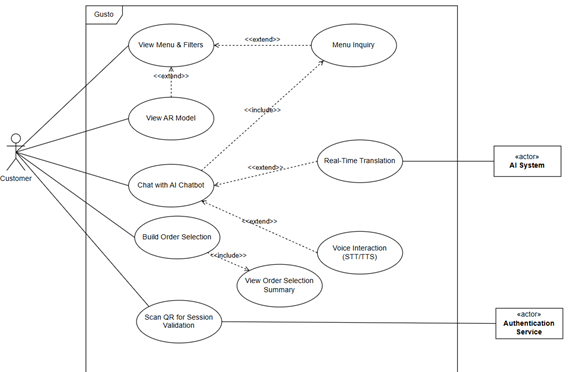 Gusto
View Menu & Filters
<<extend>>
Menu Inquiry
<<extend>>
View AR Model
<<include>>
Customer
Chat with AI Chatbot
<<extend>>
Real-Time Translation
«actor»
AI System
<<extend>>
Build Order Selection
<<include>>
Voice Interaction
(STT/TTS)
View Order Selection
Summary
Scan QR for Session
Validation
«actor»
Authentication
Service